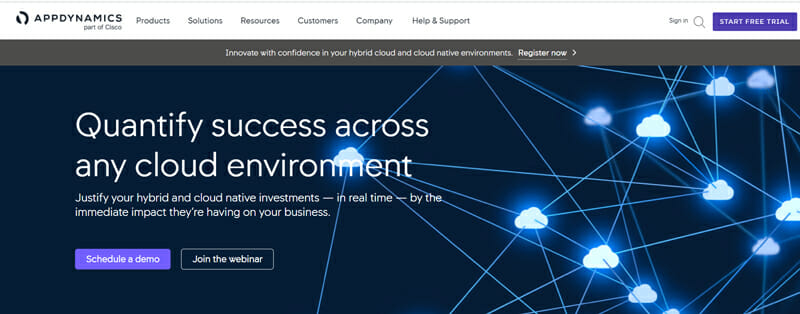 APPDYNAMICS
part of Cisco
Products Solutions Resources Customers Company Help & Support
Sign in
START FREE TRIAL
Innovate with confidence in your hybrid cloud and cloud native environments. Register now
Quantify success across
any cloud environment
Justify your hybrid and cloud native investments — in real time — by the
immediate impact they're having on your business.
Schedule a demo
Join the webinar